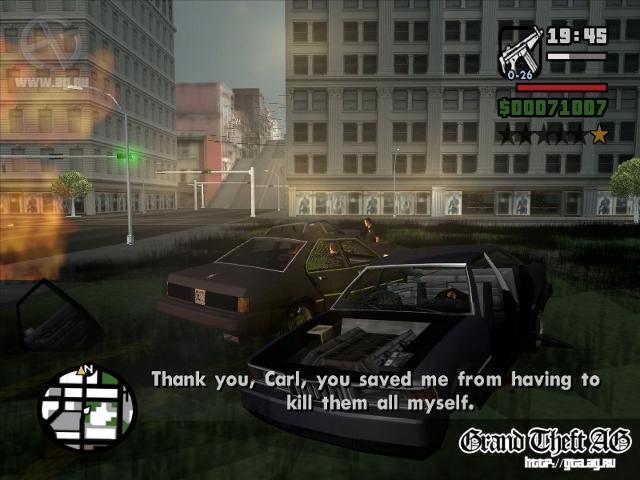 WWW.AG.RU
19:45
0-26
$00071007
N
Thank you, Carl, you saved me from having to
kill them all myself.
Grand Theft AG
http://gta.ag.ru